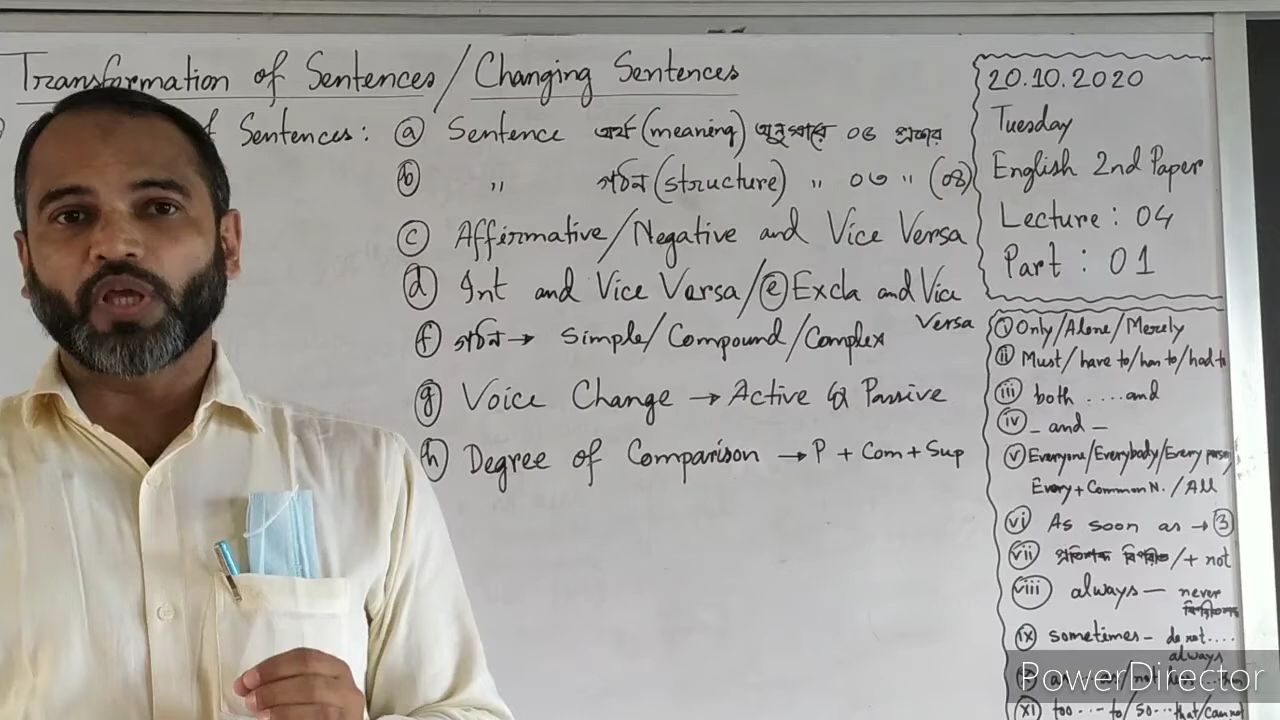 Transformation of Sentences / Changing Sentences
Sentences : ⓐ Sentence অর্থ (meaning) অনুসারে ০৫ প্রকার
ⓑ " গঠন (structure) " ০৩ " (০৪)
ⓒ Affirmative/Negative and Vice Versa
ⓓ Int and Vice Versa/ⓔ Excla and Vice Versa
ⓕ গঠন → Simple/Compound/Complex
ⓖ Voice Change → Active & Passive
ⓗ Degree of Comparison → P + Com + Sup
20.10.2020
Tuesday
English 2nd Paper
Lecture : 04
Part : 01
ⓘ Only/Alone/Merely
ⓘⓘ Must/have to/has to/had to
ⓘⓘⓘ both ....and
ⓘⓥ _ and _
ⓥ Everyone/Everybody/Every person
Every + Common N. / All
ⓥⓘ As soon as → ③
ⓥⓘⓘ বিপরীত / + not
ⓥⓘⓘⓘ always — never
ⓘⓧ sometimes - do not....
always
xi too...to/so...that/cannot
PowerDirector